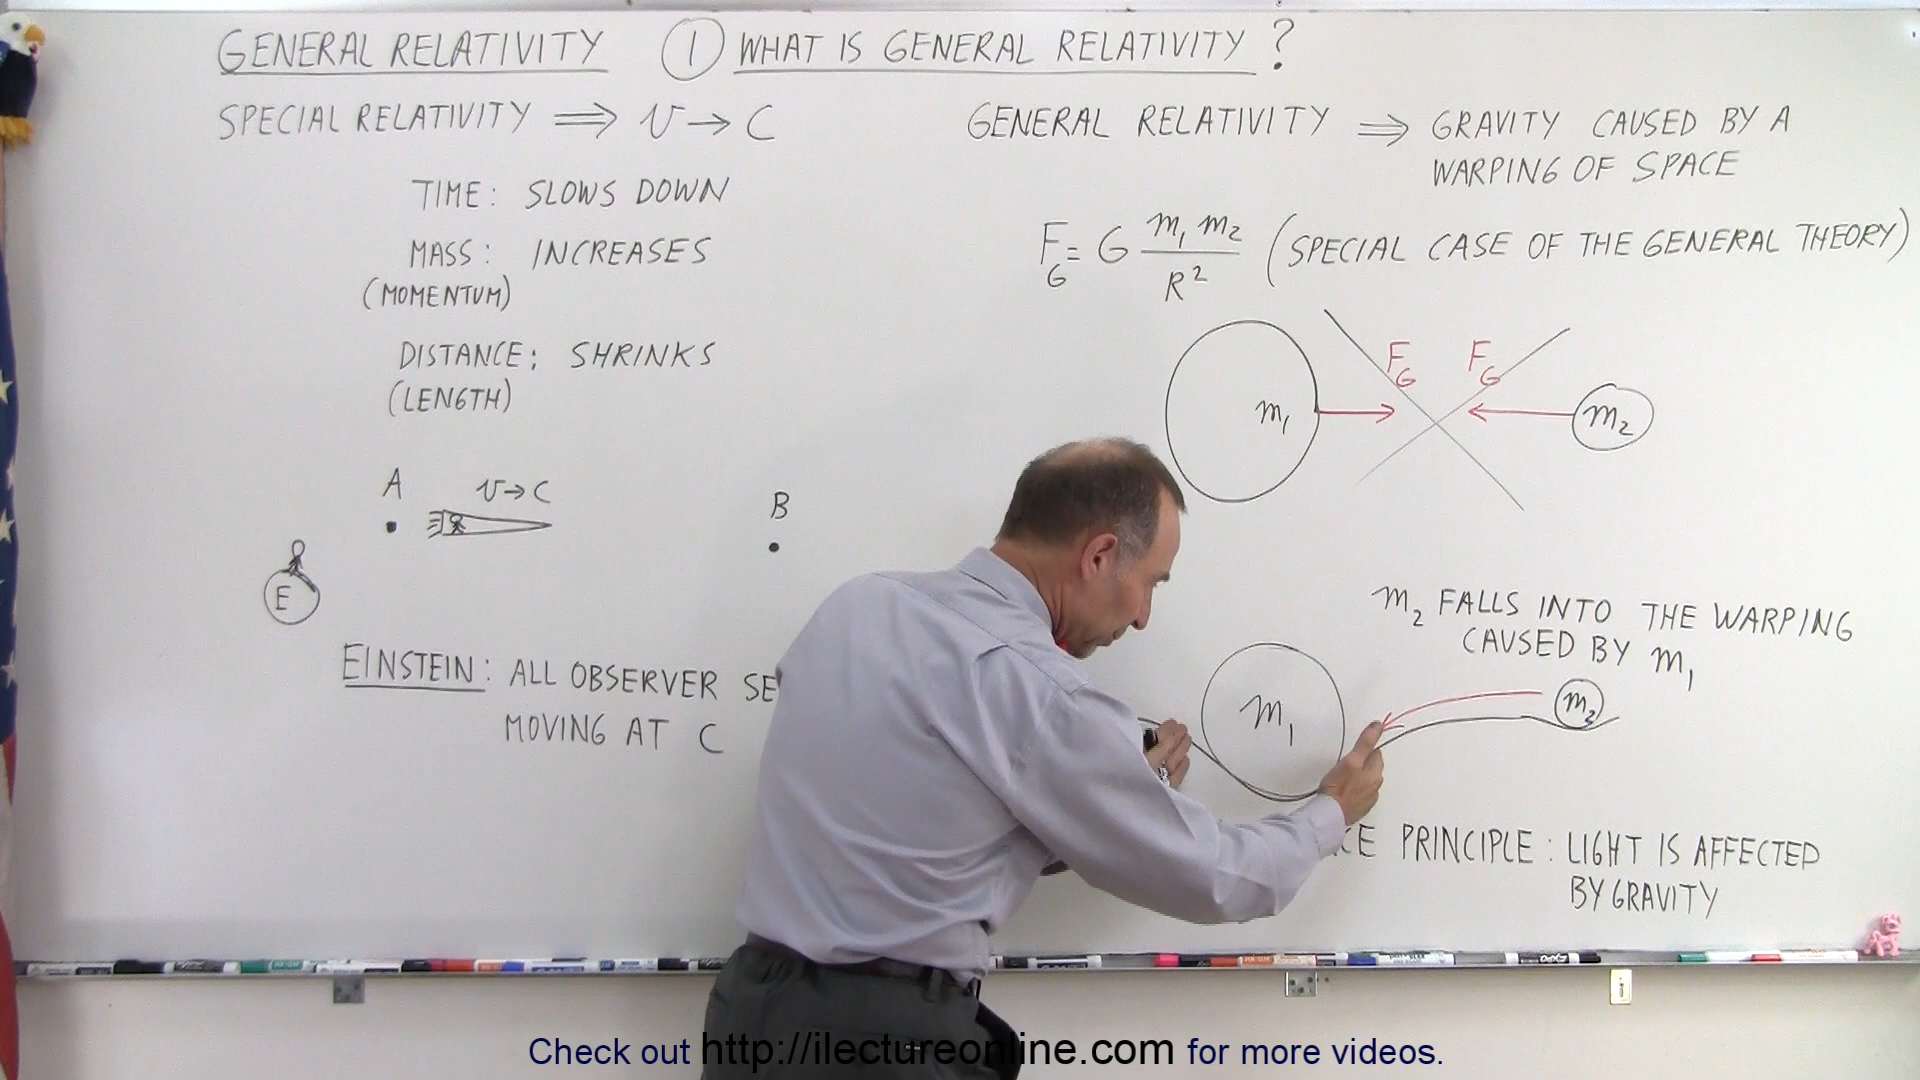 GENERAL RELATIVITY ① WHAT IS GENERAL RELATIVITY?
SPECIAL RELATIVITY ⇒ v → c
TIME: SLOWS DOWN
MASS: INCREASES
(MOMENTUM)
DISTANCE: SHRINKS
(LENGTH)
A
v → c
B
E
EINSTEIN: ALL OBSERVER
MOVING AT C
GENERAL RELATIVITY ⇒ GRAVITY CAUSED BY A
WARPING OF SPACE
F_G = G m₁ m₂ / R² (SPECIAL CASE OF THE GENERAL THEORY)
F_G F_G
m₁ m₂
m₂ FALLS INTO THE WARPING
CAUSED BY m₁
m₁ m₂
PRINCIPLE: LIGHT IS AFFECTED
BY GRAVITY
EXPO
Check out http://ilectureonline.com for more videos.